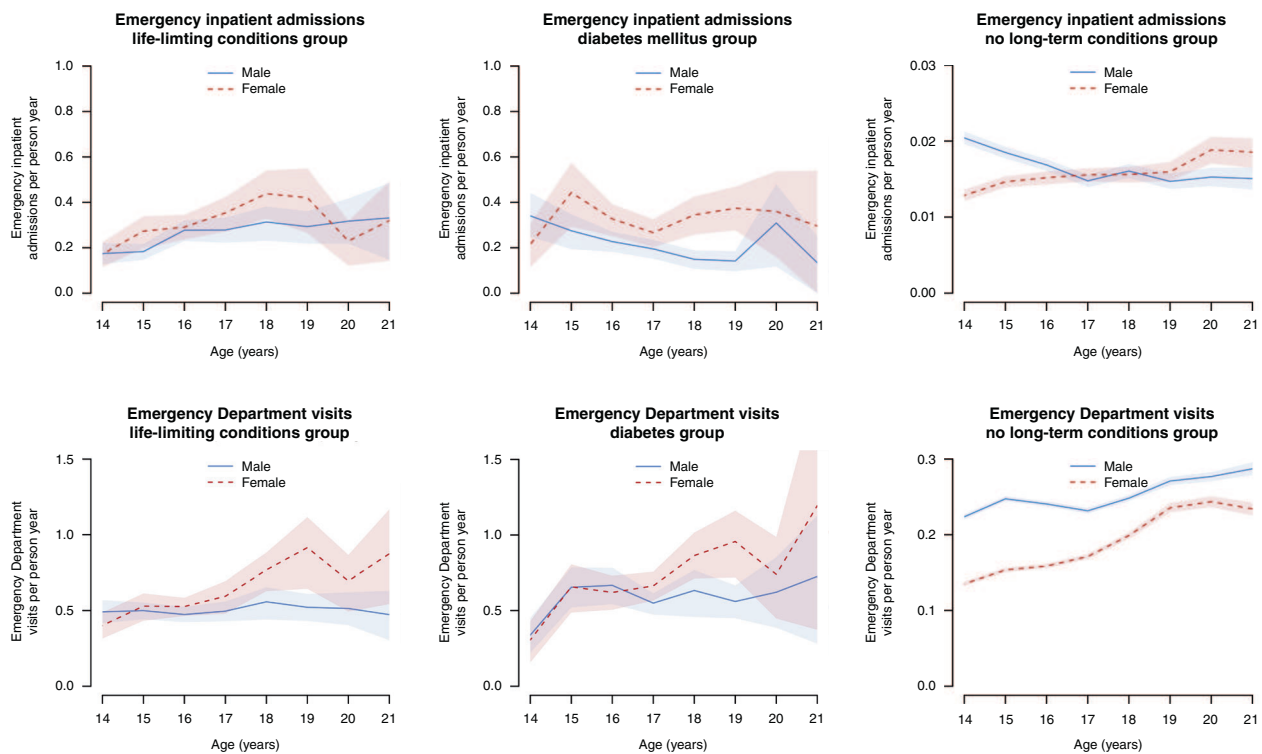 Emergency inpatient admissions
life-limting conditions group
Emergency inpatient
admissions per person year
1.0
0.8
0.6
0.4
0.2
0.0
Male
Female
14 15 16 17 18 19 20 21
Age (years)
Emergency inpatient admissions
diabetes mellitus group
Emergency inpatient
admissions per person year
1.0
0.8
0.6
0.4
0.2
0.0
Male
Female
14 15 16 17 18 19 20 21
Age (years)
Emergency inpatient admissions
no long-term conditions group
Emergency inpatient
admissions per person year
0.03
0.02
0.01
0.00
Male
Female
14 15 16 17 18 19 20 21
Age (years)
Emergency Department visits
life-limiting conditions group
Emergency Department
visits per person year
1.5
1.0
0.5
0.0
Male
Female
14 15 16 17 18 19 20 21
Age (years)
Emergency Department visits
diabetes group
Emergency Department
visits per person year
1.5
1.0
0.5
0.0
Male
Female
14 15 16 17 18 19 20 21
Age (years)
Emergency Department visits
no long-term conditions group
Emergency Department
visits per person year
0.3
0.2
0.1
0.0
Male
Female
14 15 16 17 18 19 20 21
Age (years)